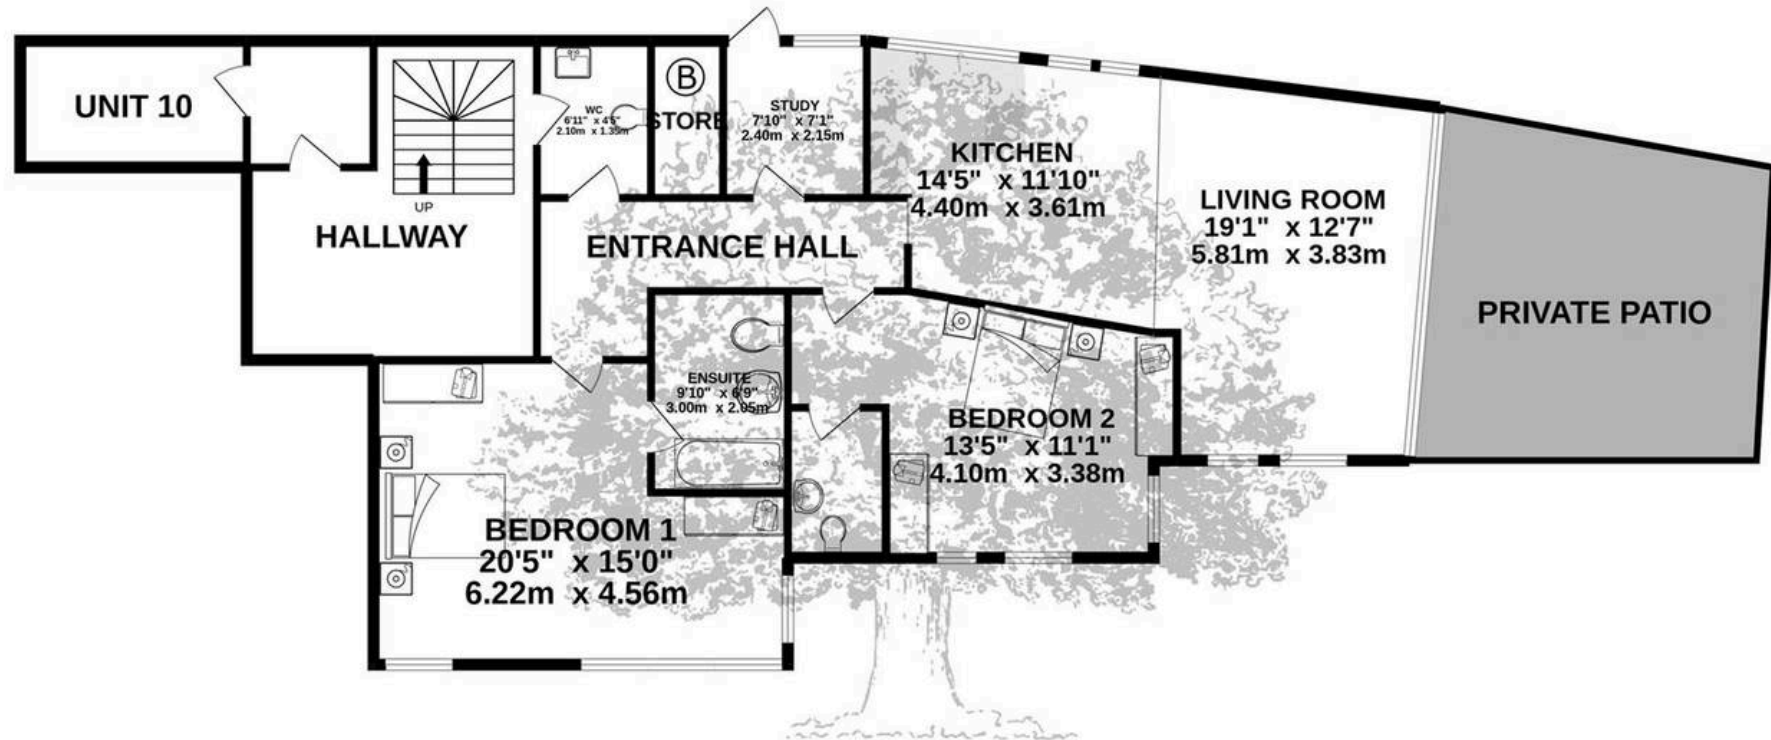 UNIT 10
UP
HALLWAY
WC
6'11" x 4'5"
2.10m x 1.35m
B
STORE
STUDY
7'10" x 7'1"
2.40m x 2.15m
KITCHEN
14'5" x 11'10"
4.40m x 3.61m
LIVING ROOM
19'1" x 12'7"
5.81m x 3.83m
PRIVATE PATIO
ENTRANCE HALL
ENSUITE
9'10" x 6'9"
3.00m x 2.05m
BEDROOM 2
13'5" x 11'1"
4.10m x 3.38m
BEDROOM 1
20'5" x 15'0"
6.22m x 4.56m